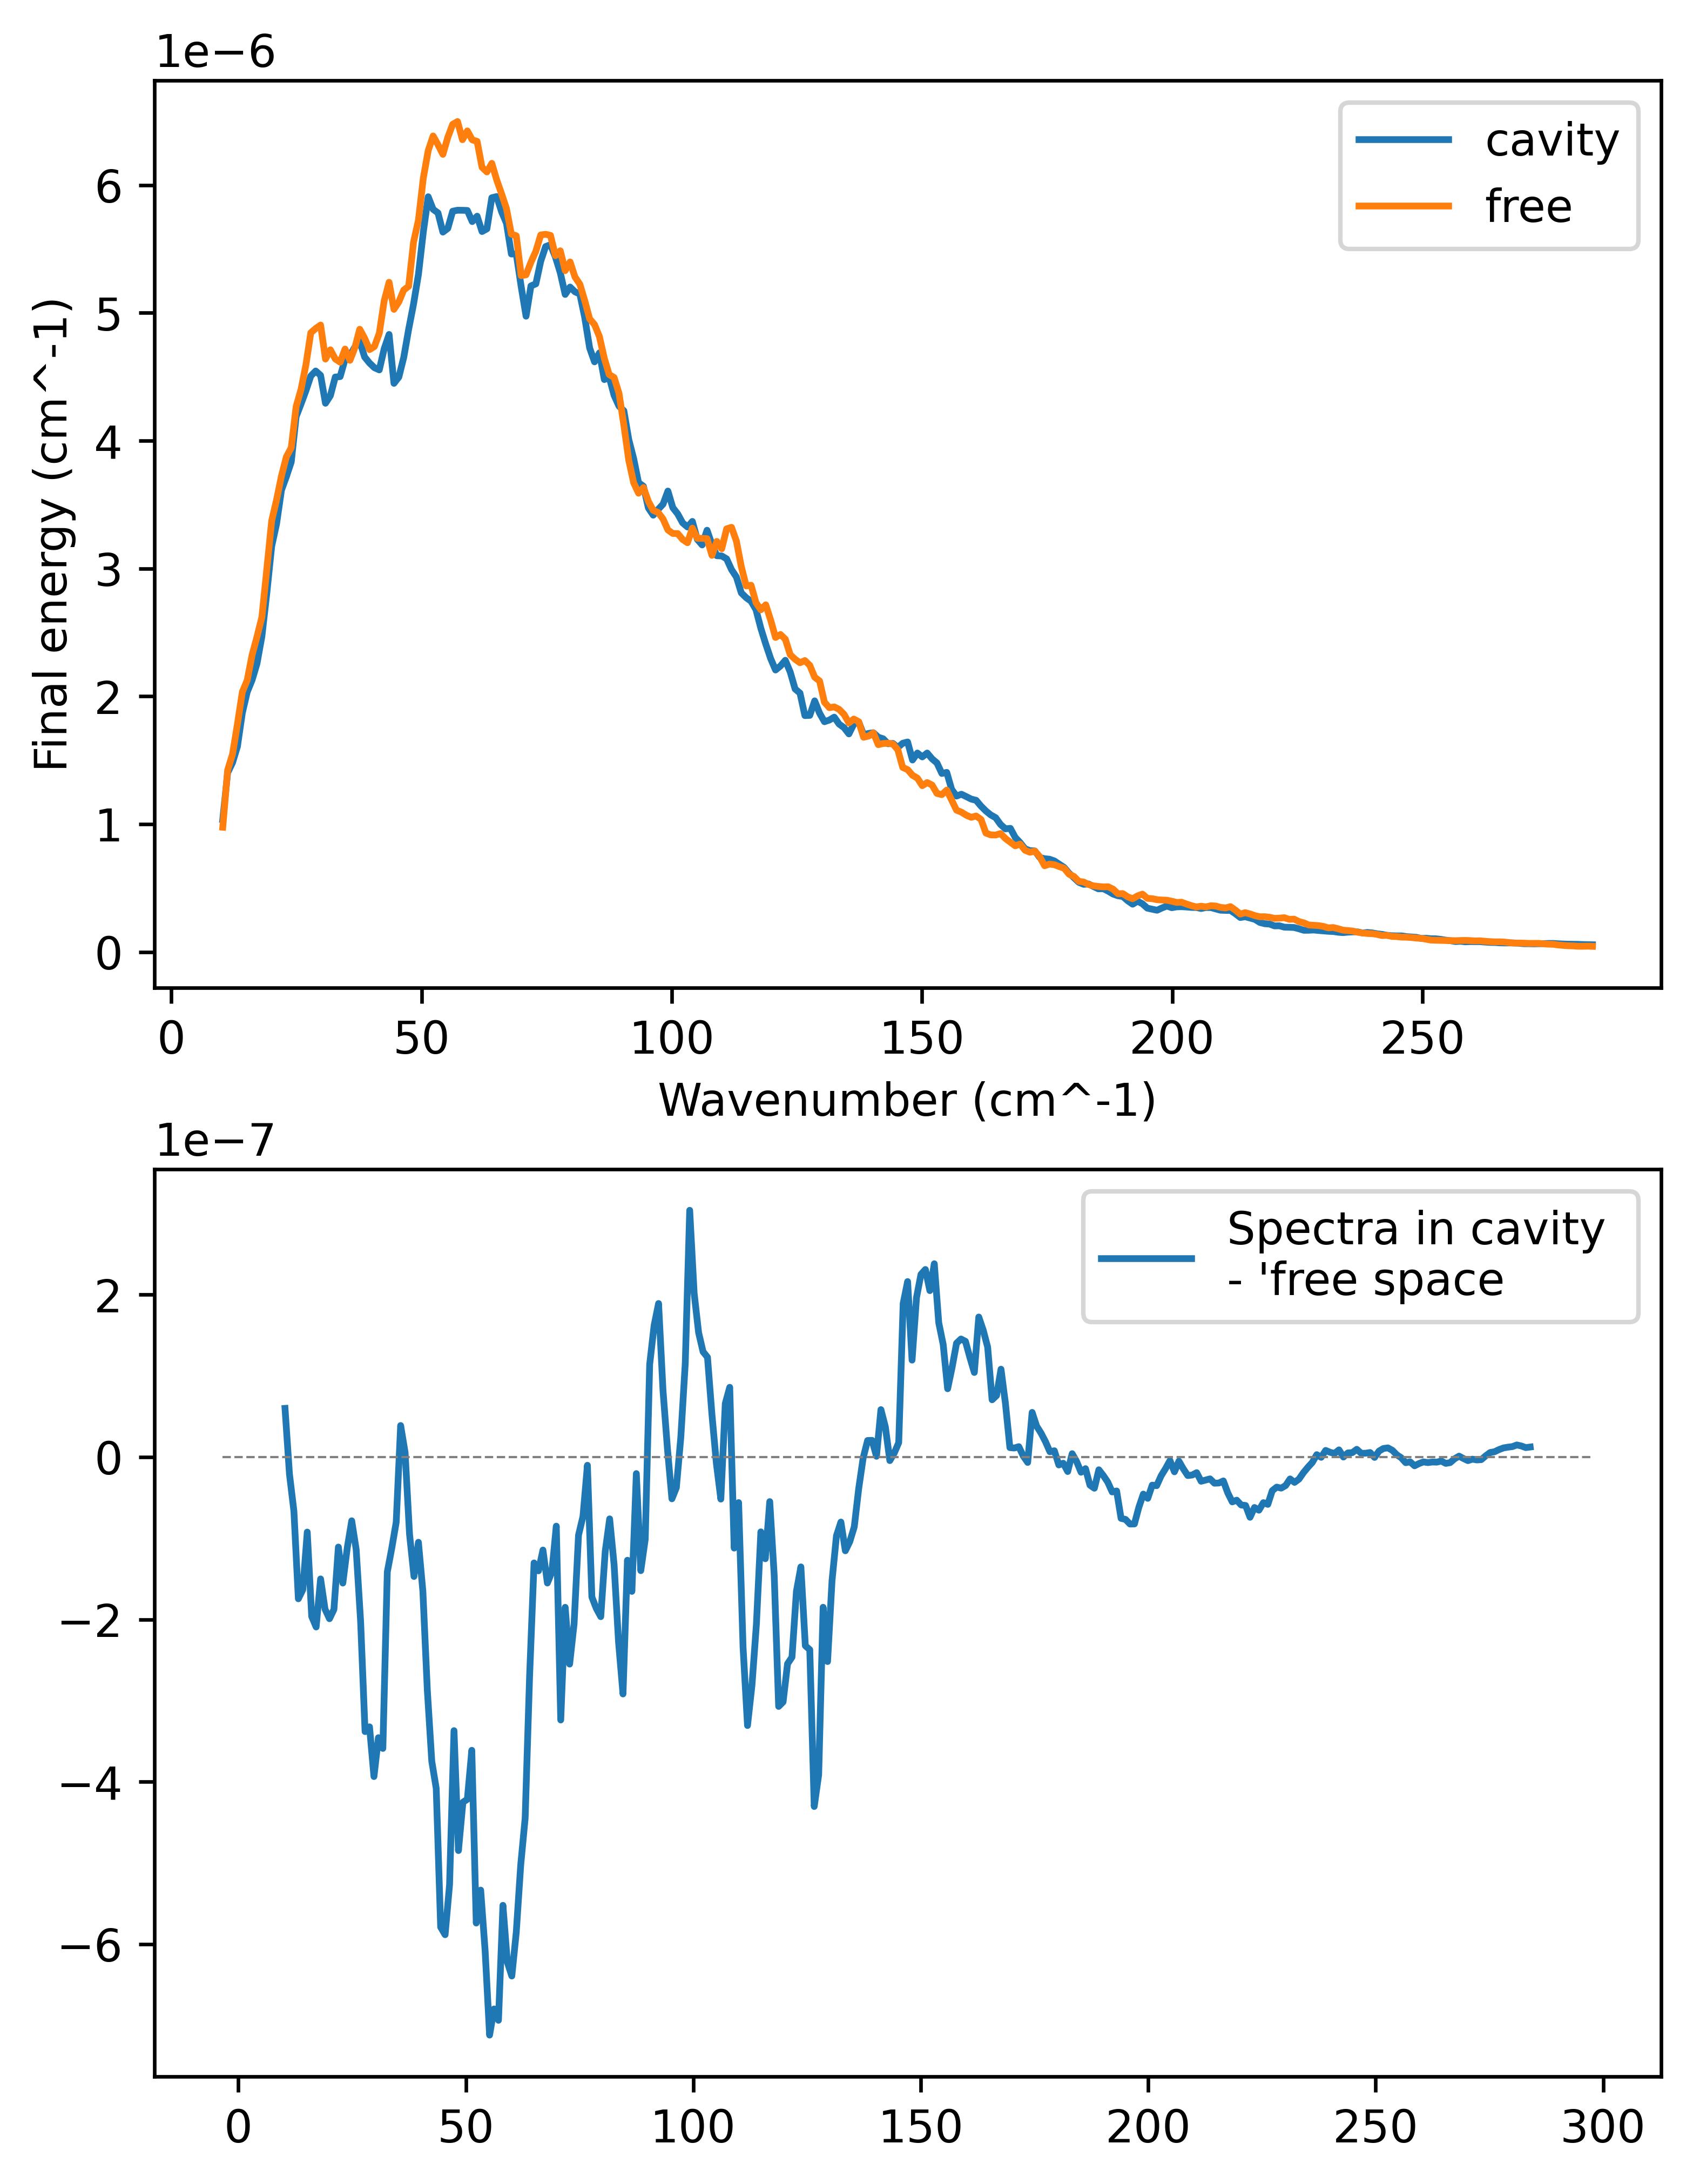 1e−6
cavity
free
6
5
4
3
2
1
0
Final energy (cm^-1)
0 50 100 150 200 250
Wavenumber (cm^-1)
1e−7
Spectra in cavity
- 'free space
2
0
−2
−4
−6
0 50 100 150 200 250 300